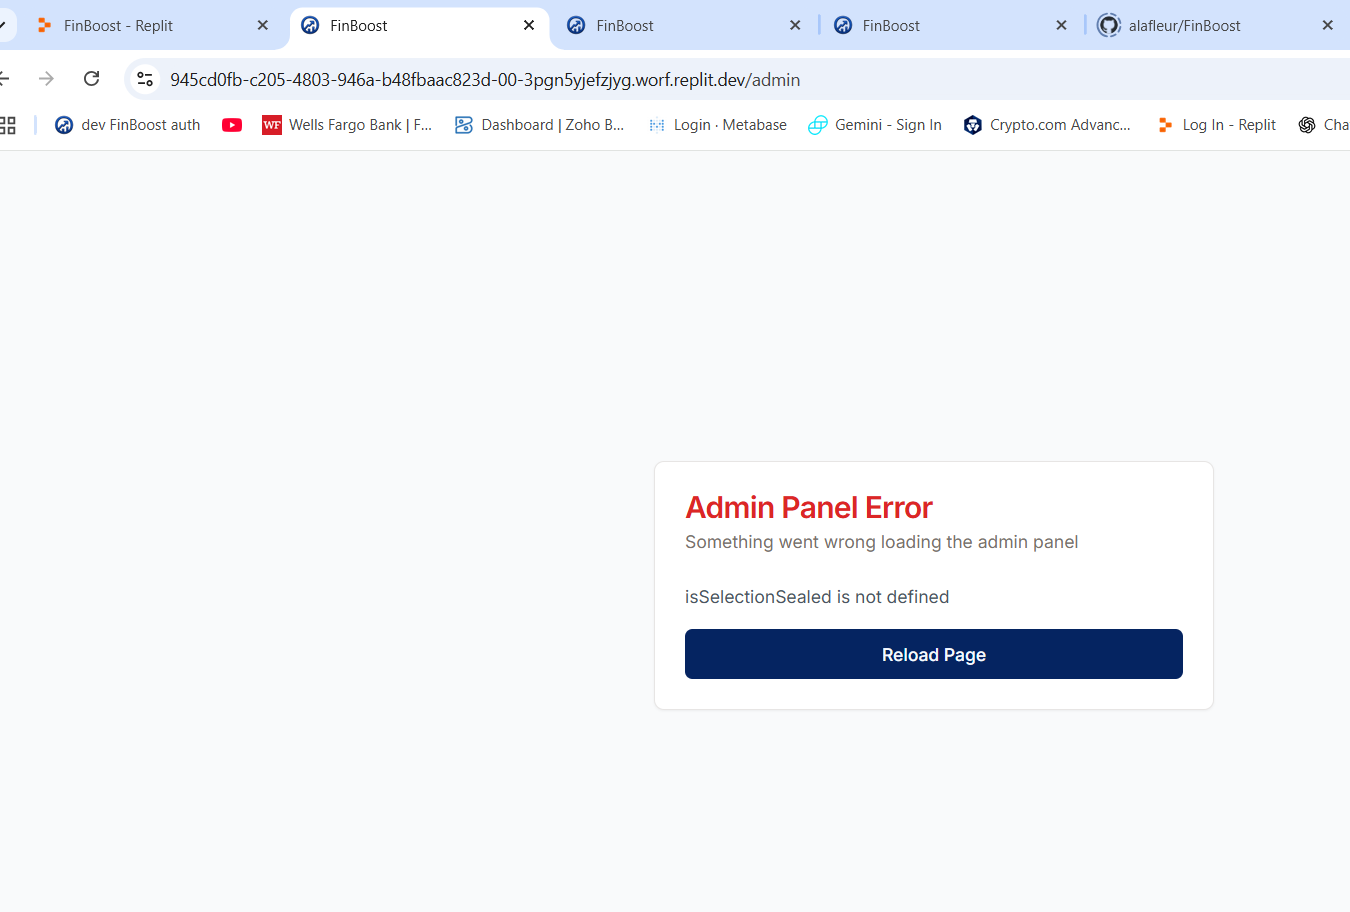 FinBoost - Replit
FinBoost
FinBoost
FinBoost
alafleur/FinBoost
945cd0fb-c205-4803-946a-b48fbaac823d-00-3pgn5yjefzjyg.worf.replit.dev/admin
dev FinBoost auth
WF
Wells Fargo Bank | F...
Dashboard | Zoho B...
Login · Metabase
Gemini - Sign In
Crypto.com Advanc...
Log In - Replit
Cha
Admin Panel Error
Something went wrong loading the admin panel
isSelectionSealed is not defined
Reload Page